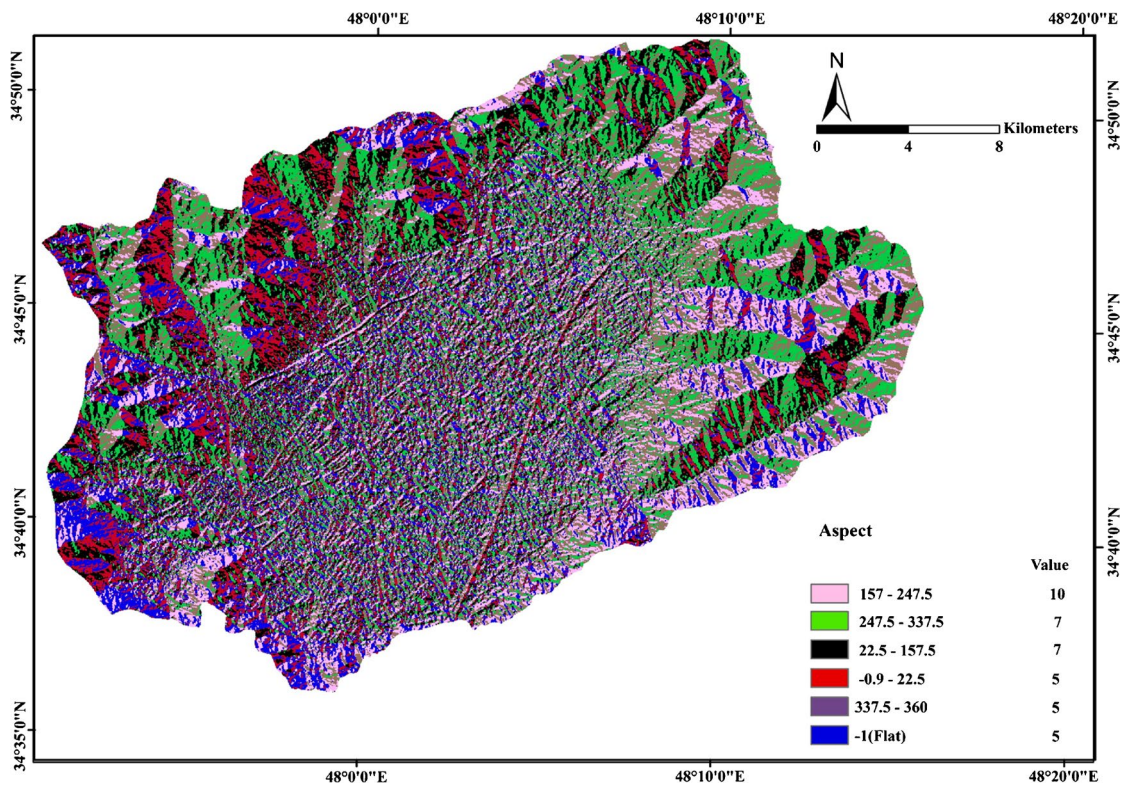 48°0'0"E 48°10'0"E 48°20'0"E
N
Kilometers
0 4 8
34°50'0"N
34°50'0"N
34°45'0"N
34°45'0"N
34°40'0"N
34°40'0"N
34°35'0"N
Aspect
Value
157 - 247.5 10
247.5 - 337.5 7
22.5 - 157.5 7
-0.9 - 22.5 5
337.5 - 360 5
-1(Flat) 5
48°0'0"E 48°10'0"E 48°20'0"E